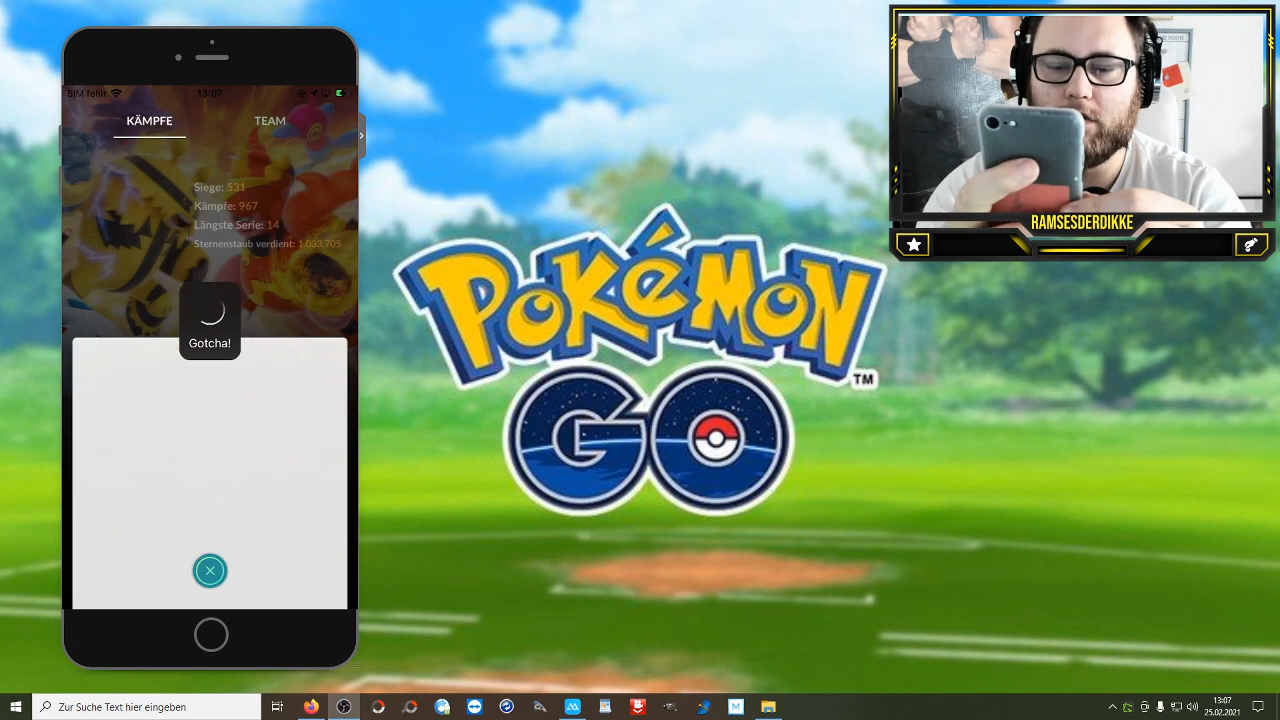 SIM fehlt
13:07
KÄMPFE
TEAM
Siege: 531
Kämpfe: 967
Längste Serie: 14
Sternenstaub verdient: 1.033.705
Gotcha!
POKÉMON
TM
GO
RAMSESDERDIKKE
Zur Suche Text hier eingeben
M
13:07
25.02.2021